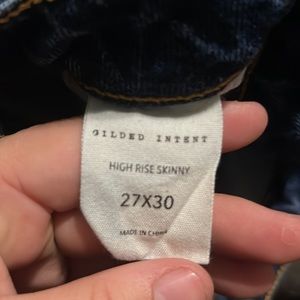 GILDED INTENT
HIGH RISE SKINNY
27X30
MADE IN CHINA